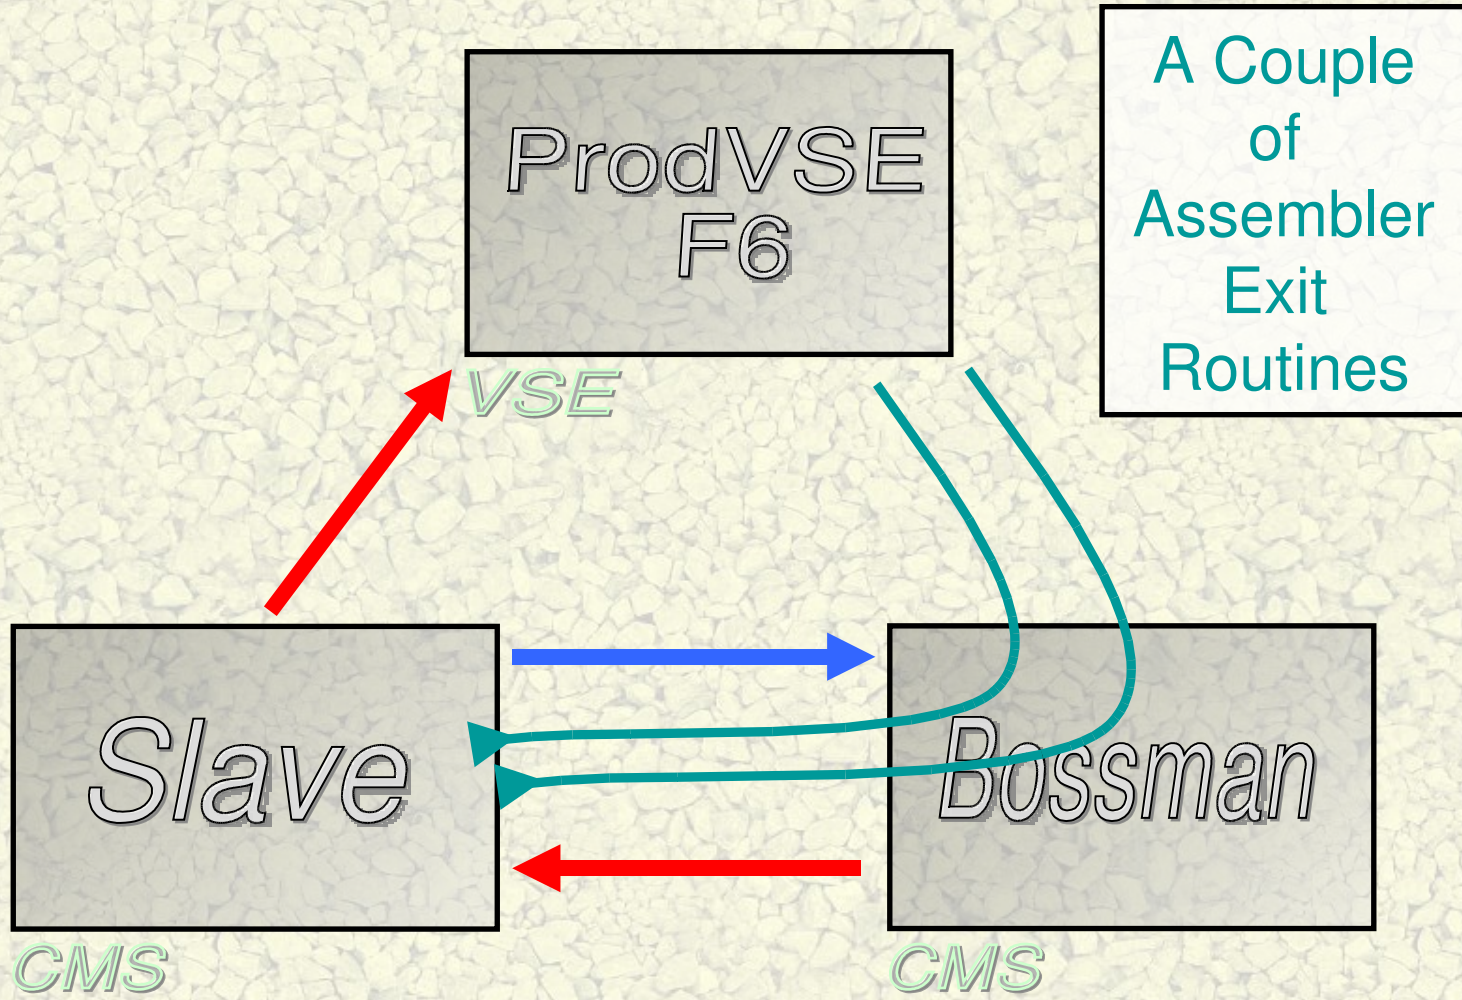 A Couple
of
Assembler
Exit
Routines
ProdVSE
F6
VSE
Slave
Bossman
CMS
CMS